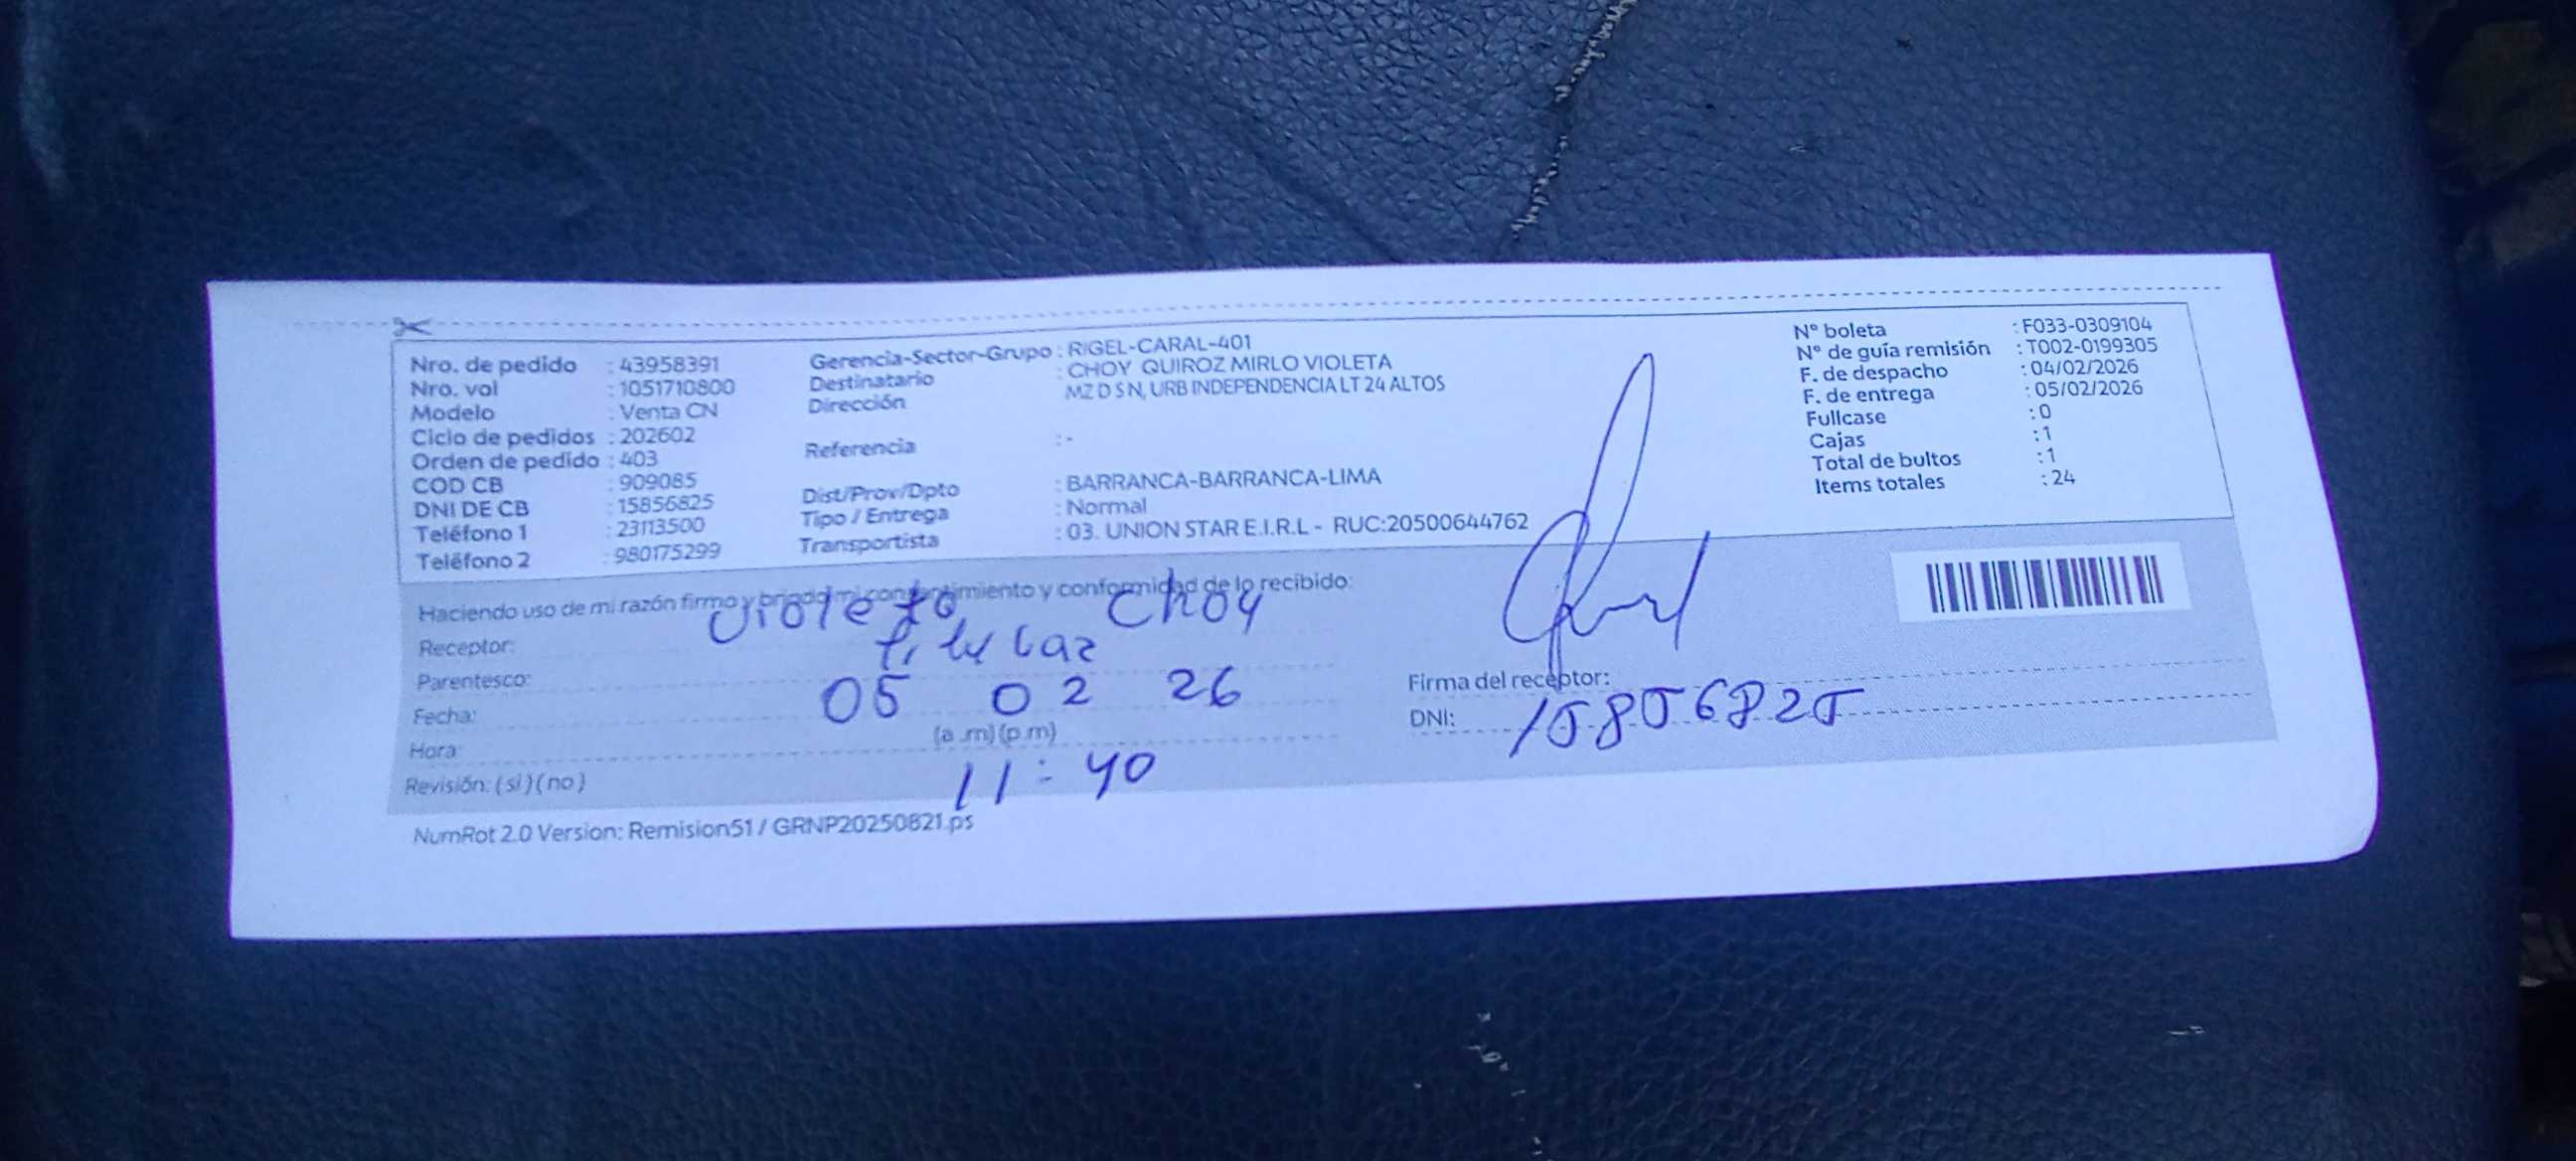 Nro. de pedido : 43958391
Nro. val : 1051710800
Modelo : Venta CN
Ciclo de pedidos : 202602
Orden de pedido : 403
COD CB : 909085
DNI DE CB : 15856825
Teléfono 1 : 23113500
Teléfono 2 : 980175299
Gerencia-Sector-Grupo : RIGEL-CARAL-401
Destinatario : CHOY QUIROZ MIRLO VIOLETA
Dirección MZ D S N, URB INDEPENDENCIA LT 24 ALTOS
Referencia : -
Dist/Prov/Dpto : BARRANCA-BARRANCA-LIMA
Tipo / Entrega : Normal
Transportista : 03. UNION STAR E.I.R.L - RUC:20500644762
N° boleta : F033-0309104
N° de guía remisión : T002-0199305
F. de despacho : 04/02/2026
F. de entrega : 05/02/2026
Fullcase : 0
Cajas : 1
Total de bultos : 1
Items totales : 24
Haciendo uso de mi razón firmo y brindo mi consentimiento y conformidad de lo recibido:
Receptor: Violeta Choy
Parentesco: Titular
Fecha: 05 02 26
Hora: (a .m) (p.m)
11:40
Revisión: (si) (no)
Firma del receptor:
DNI: 15856825
NumRot 2.0 Version: Remision51 / GRNP20250821.ps